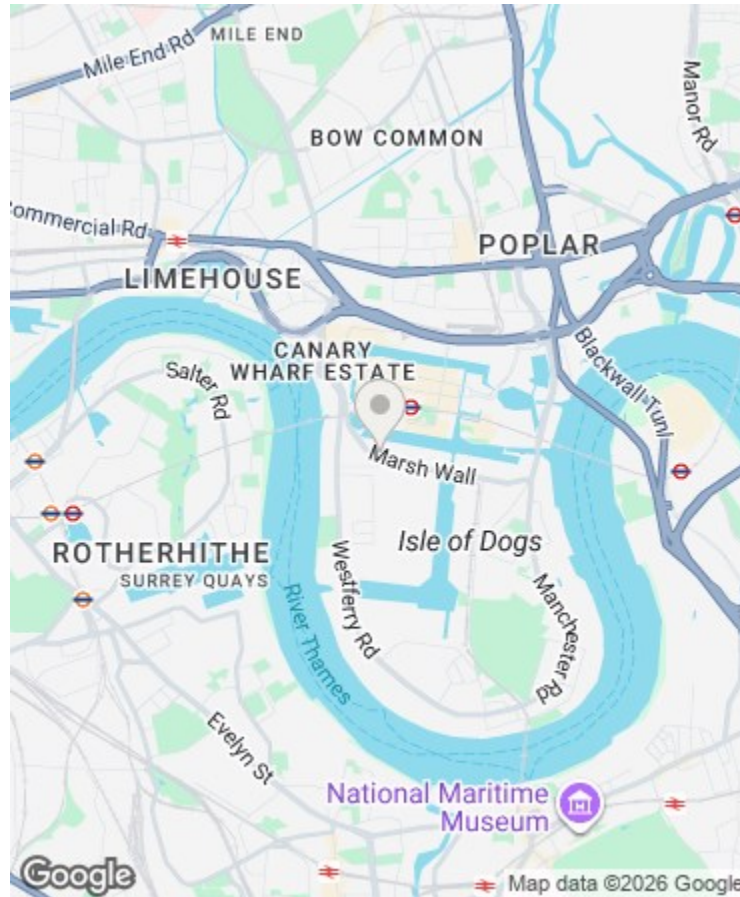 MILE END
Mile End Rd
Manor Rd
BOW COMMON
Commercial Rd
POPLAR
LIMEHOUSE
CANARY
WHARF ESTATE
Blackwall Tunl
Salter Rd
Marsh Wall
Isle of Dogs
ROTHERHITHE
SURREY QUAYS
Westferry Rd
River Thames
Manchester Rd
Evelyn St
National Maritime
Museum
Google
Map data ©2026 Google